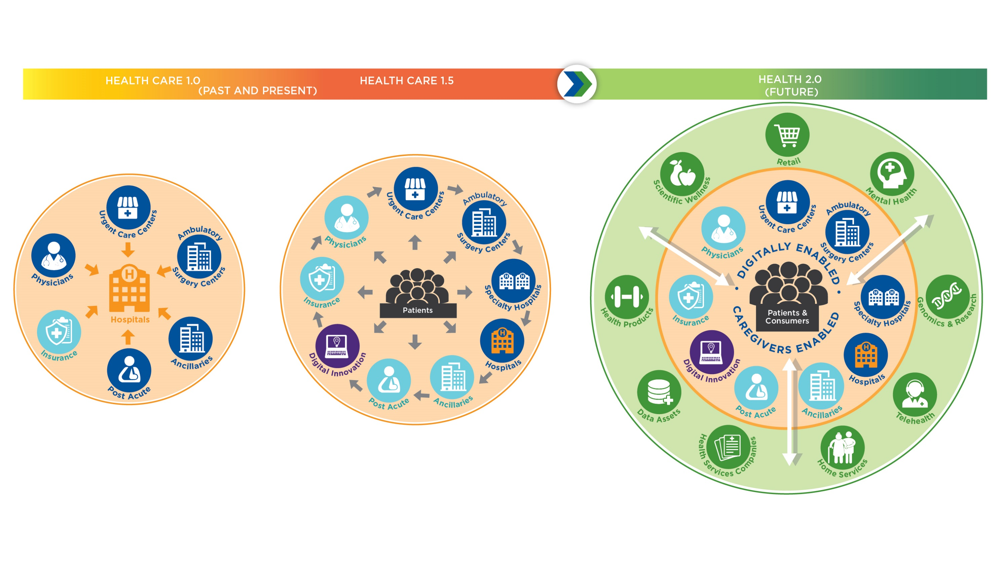 HEALTH CARE 1.0
(PAST AND PRESENT)
HEALTH CARE 1.5
HEALTH 2.0
(FUTURE)
Urgent Care Centers
Ambulatory
Surgery Centers
Physicians
H
Hospitals
Insurance
Ancillaries
Post Acute
Urgent Care Centers
Ambulatory
Surgery Centers
Physicians
H H
Specialty Hospitals
Insurance
Patients
H
Hospitals
Digital Innovation
Post Acute
Ancillaries
Retail
Scientific Wellness
Mental Health
Urgent Care Centers
Ambulatory
Surgery Centers
Physicians
• DIGITALLY ENABLED •
CAREGIVERS ENABLED
Patients &
Consumers
Health Products
Insurance
H H
Specialty Hospitals
Genomics & Research
Digital Innovation
H
Hospitals
Post Acute
Ancillaries
Data Assets
Telehealth
Health Services Companies
Home Services